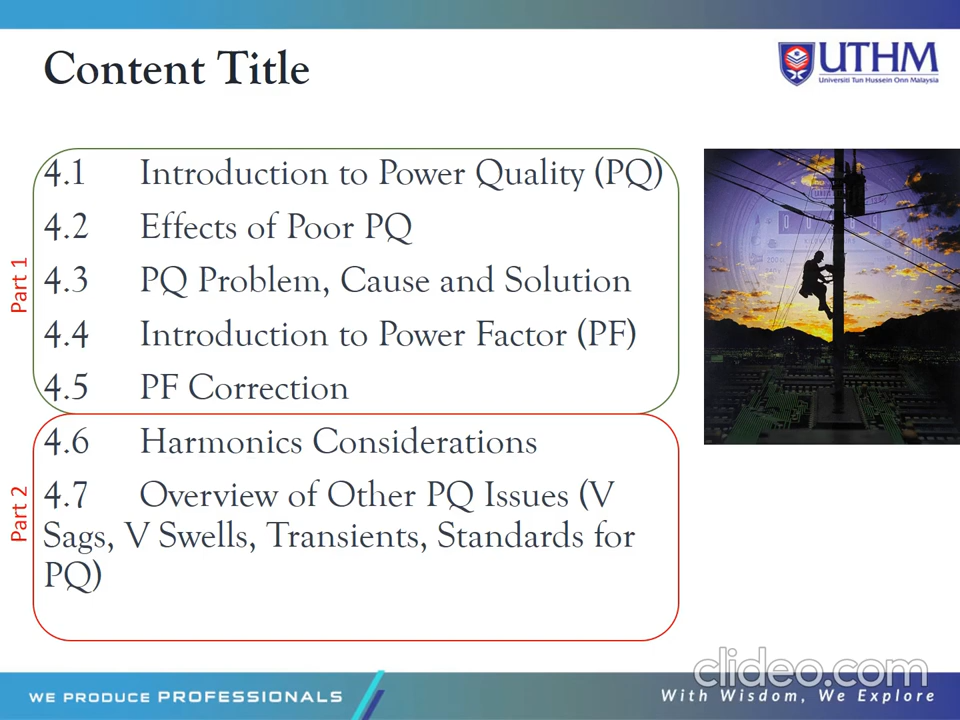 Content Title
UTHM
Universiti Tun Hussein Onn Malaysia
Part 1
4.1 Introduction to Power Quality (PQ)
4.2 Effects of Poor PQ
4.3 PQ Problem, Cause and Solution
4.4 Introduction to Power Factor (PF)
4.5 PF Correction
Part 2
4.6 Harmonics Considerations
4.7 Overview of Other PQ Issues (V
Sags, V Swells, Transients, Standards for
PQ)
clideo.com
WE PRODUCE PROFESSIONALS
With Wisdom, We Explore